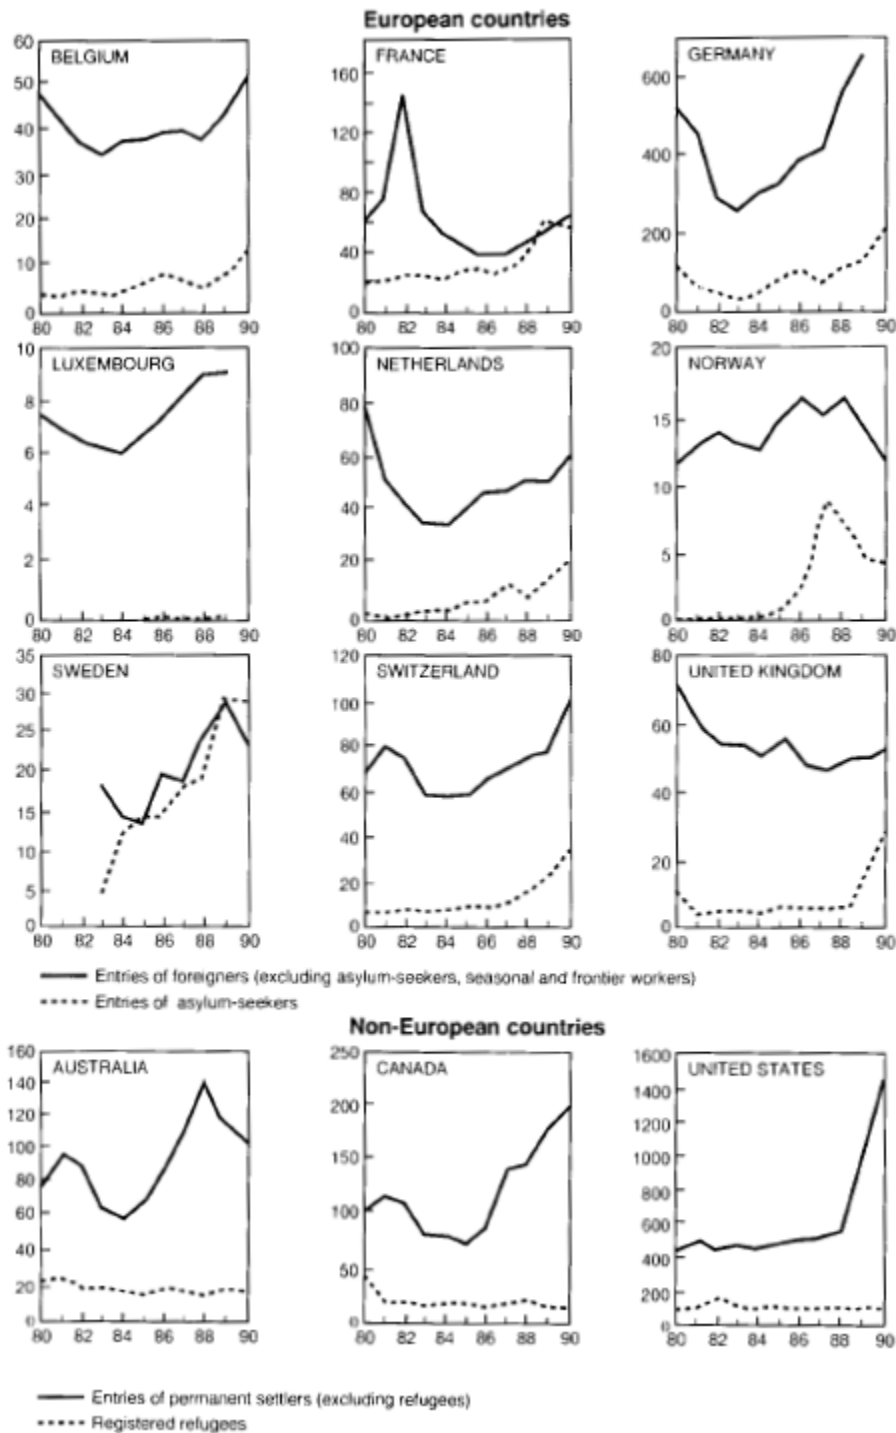 European countries
BELGIUM
60
50
40
30
20
10
0
80 82 84 86 88 90
FRANCE
160
120
80
60
40
20
0
80 82 84 86 88 90
GERMANY
600
400
200
0
80 82 84 86 88 90
LUXEMBOURG
10
8
6
4
2
0
80 82 84 86 88 90
NETHERLANDS
100
80
60
40
20
0
80 82 84 86 88 90
NORWAY
20
15
10
5
0
80 82 84 86 88 90
SWEDEN
35
30
25
20
15
10
5
0
80 82 84 86 88 90
SWITZERLAND
120
100
80
60
40
20
0
80 82 84 86 88 90
UNITED KINGDOM
80
60
40
20
0
80 82 84 86 88 90
Entries of foreigners (excluding asylum-seekers, seasonal and frontier workers)
Entries of asylum-seekers
Non-European countries
AUSTRALIA
160
140
120
100
80
60
40
20
0
80 82 84 86 88 90
CANADA
250
200
150
100
50
0
80 82 84 86 88 90
UNITED STATES
1600
1400
1200
1000
800
600
400
200
0
80 82 84 86 88 90
Entries of permanent settlers (excluding refugees)
Registered refugees